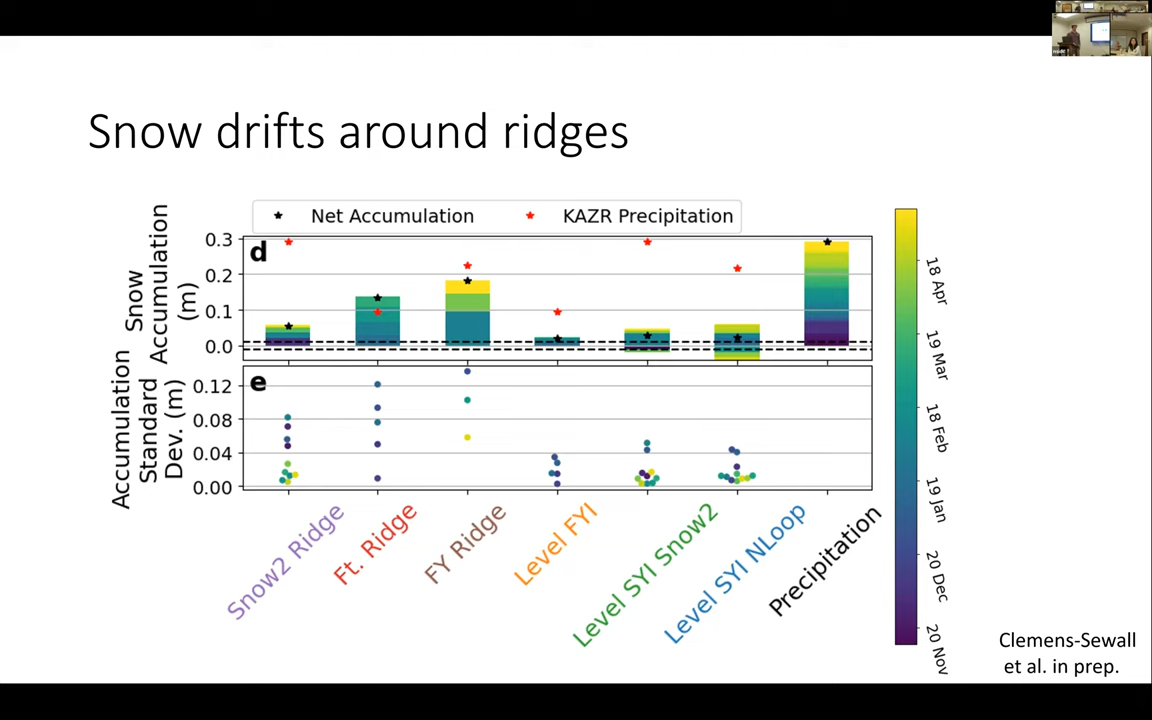 Snow drifts around ridges
Net Accumulation
KAZR Precipitation
d
Snow
Accumulation
(m)
0.3
0.2
0.1
0.0
e
Accumulation
Standard
Dev. (m)
0.12
0.08
0.04
0.00
Snow2 Ridge
Ft. Ridge
FY Ridge
Level FYI
Level SYI Snow2
Level SYI NLoop
Precipitation
18 Apr
19 Mar
18 Feb
19 Jan
20 Dec
20 Nov
Clemens-Sewall
et al. in prep.